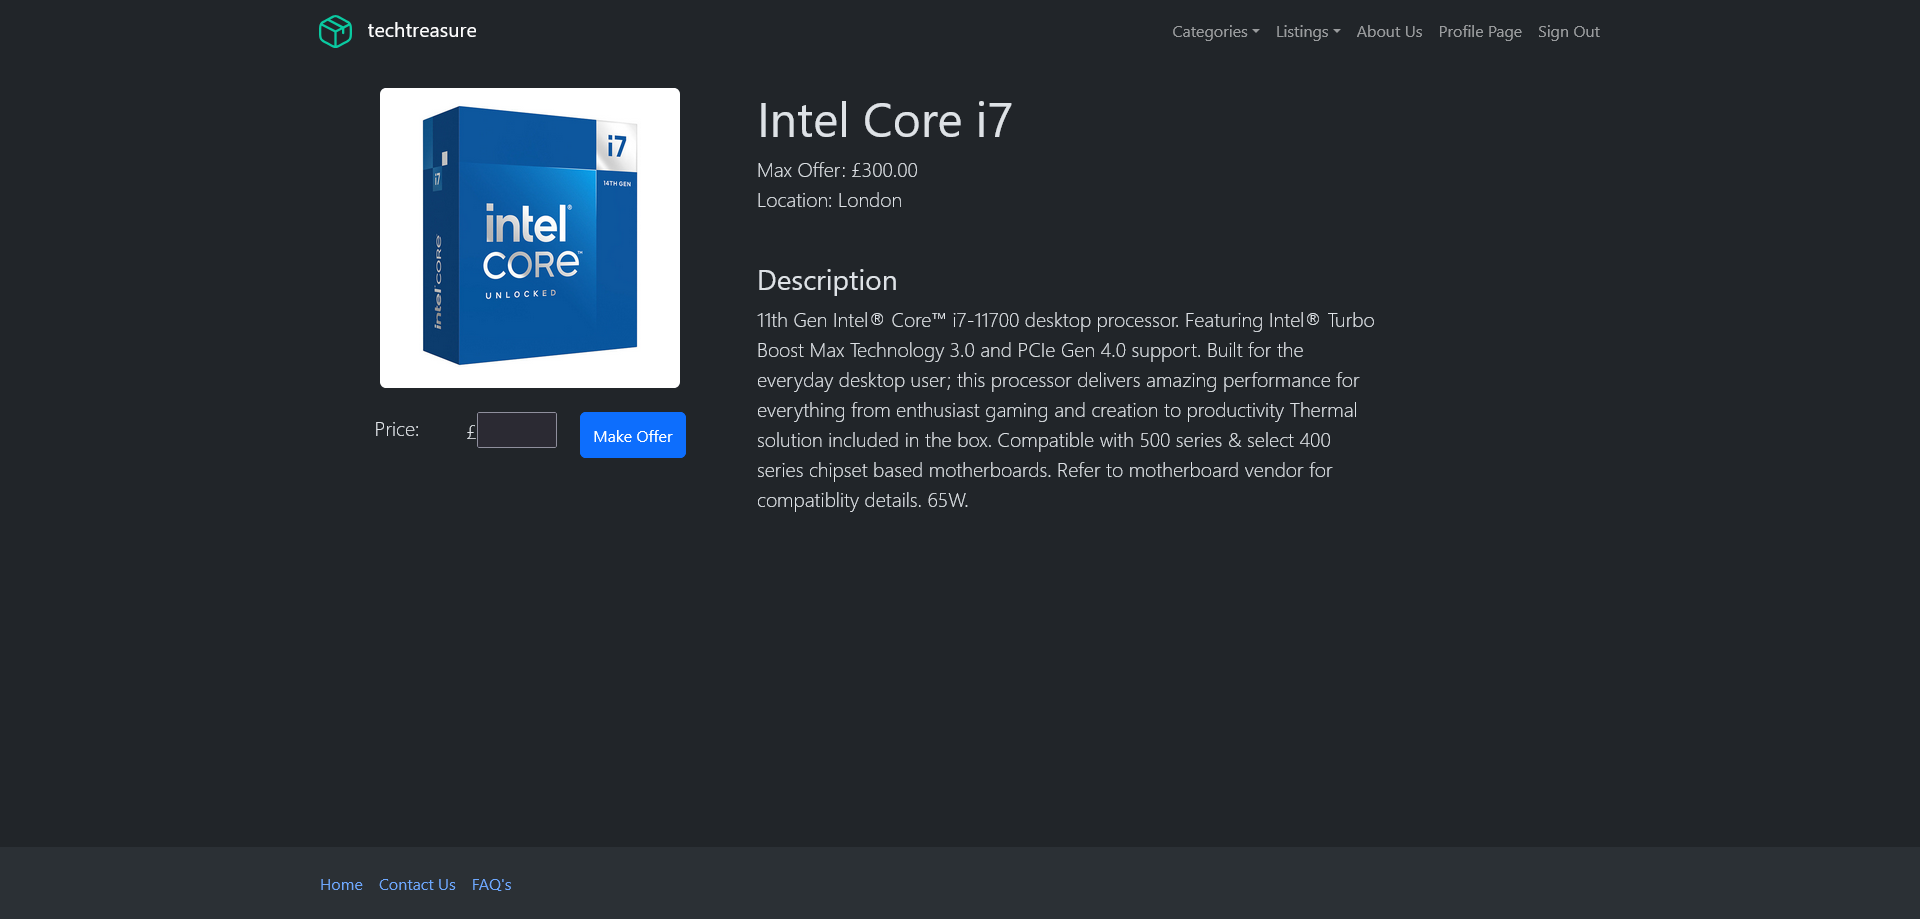 techtreasure
Categories Listings About Us Profile Page Sign Out
i7
14TH GEN
i7
intel®
CORE™
UNLOCKED
intel CORE
Price:
£
Make Offer
Intel Core i7
Max Offer: £300.00
Location: London
Description
11th Gen Intel® Core™ i7-11700 desktop processor. Featuring Intel® Turbo
Boost Max Technology 3.0 and PCIe Gen 4.0 support. Built for the
everyday desktop user; this processor delivers amazing performance for
everything from enthusiast gaming and creation to productivity Thermal
solution included in the box. Compatible with 500 series & select 400
series chipset based motherboards. Refer to motherboard vendor for
compatiblity details. 65W.
Home Contact Us FAQ's